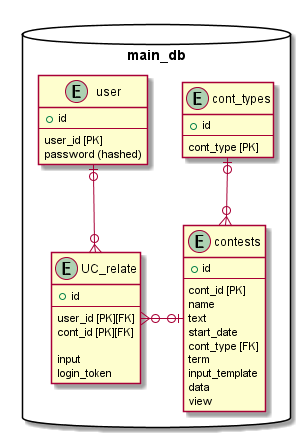 main_db
E user
id
user_id [PK]
password (hashed)
E cont_types
id
cont_type [PK]
E UC_relate
id
user_id [PK][FK]
cont_id [PK][FK]
input
login_token
E contests
id
cont_id [PK]
name
text
start_date
cont_type [FK]
term
input_template
data
view